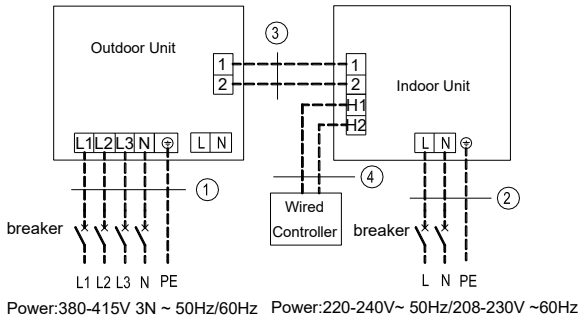 Outdoor Unit
3
1
2
1
2
H1
H2
Indoor Unit
L1 L2 L3 N
L N
L N
1
4
2
Wired
Controller
breaker
breaker
L1 L2 L3 N PE
L N PE
Power:380-415V 3N ~ 50Hz/60Hz
Power:220-240V~ 50Hz/208-230V ~60Hz